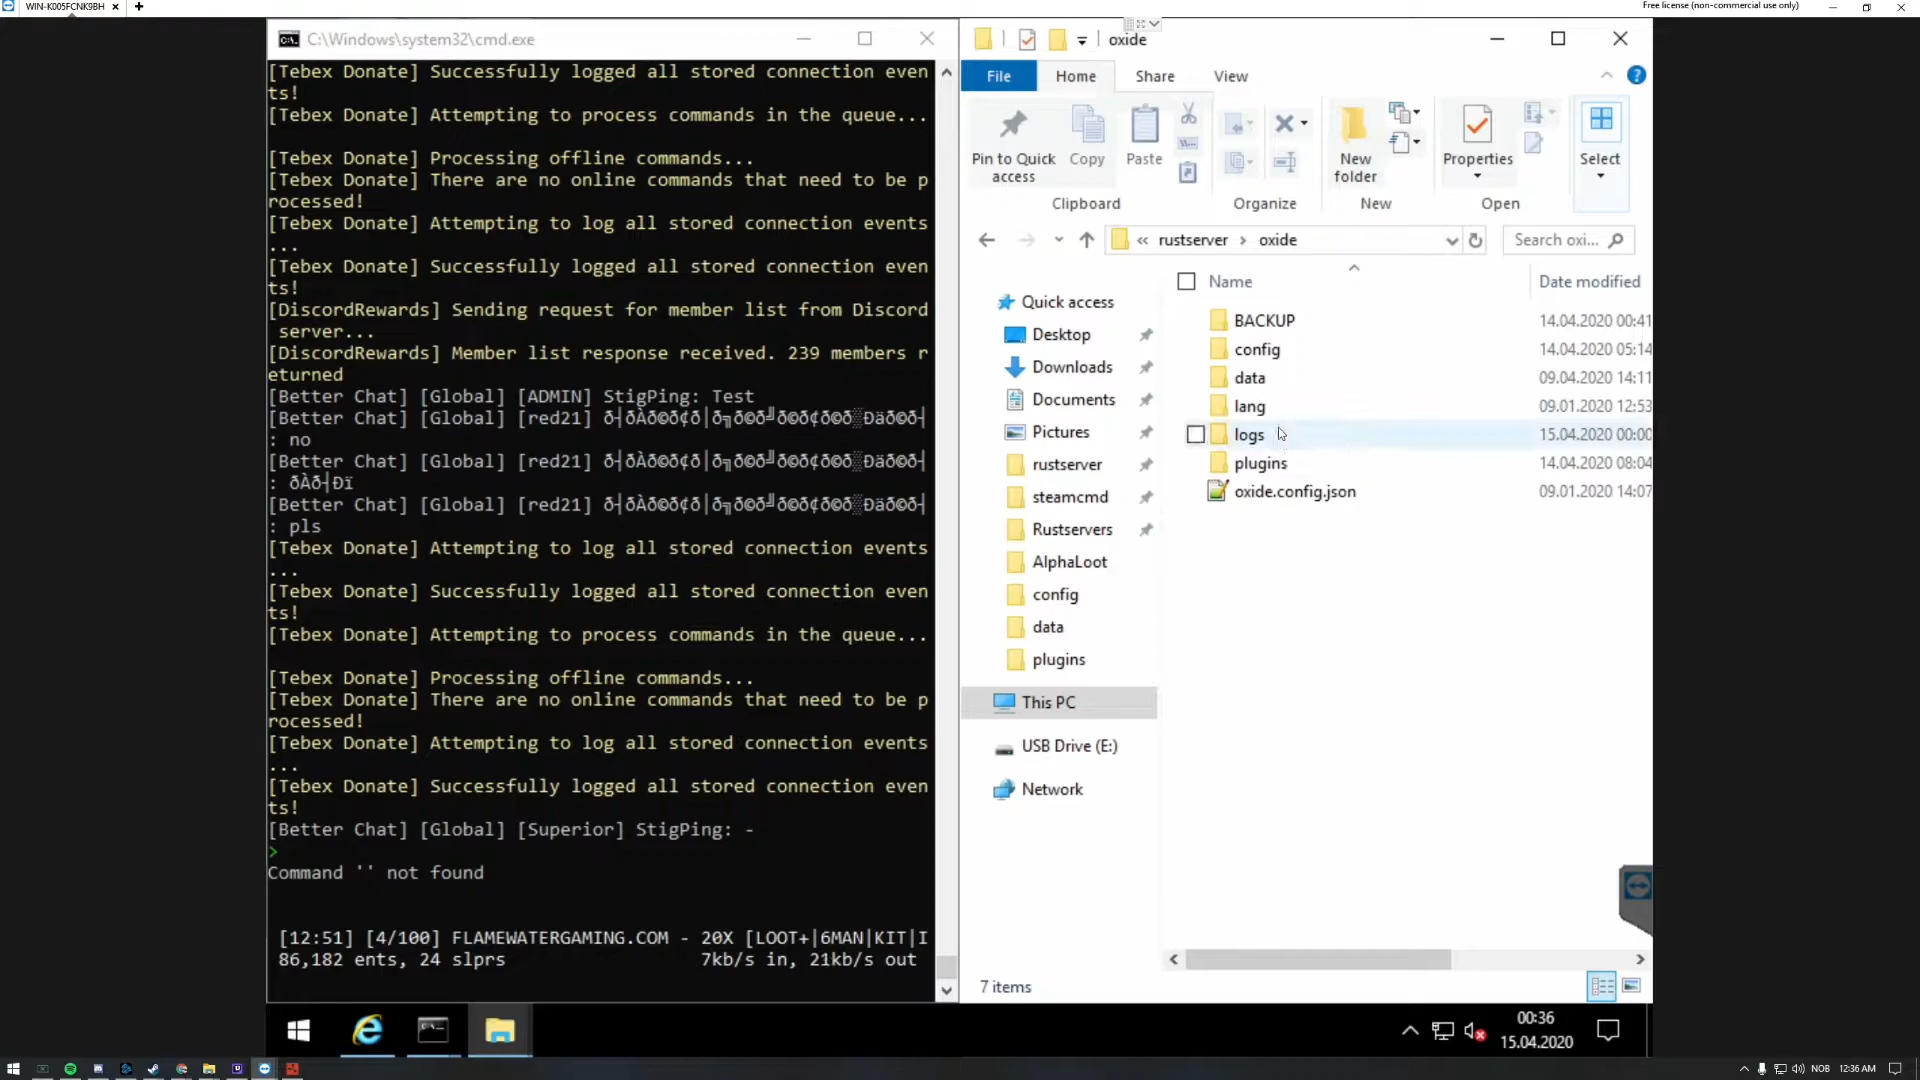 WIN-K005FCNK9BH
Free license (non-commercial use only)
C:\Windows\system32\cmd.exe
[Tebex Donate] Successfully logged all stored connection even
ts!
[Tebex Donate] Attempting to process commands in the queue...
[Tebex Donate] Processing offline commands...
[Tebex Donate] There are no online commands that need to be p
rocessed!
[Tebex Donate] Attempting to log all stored connection events
...
[Tebex Donate] Successfully logged all stored connection even
ts!
[DiscordRewards] Sending request for member list from Discord
server...
[DiscordRewards] Member list response received. 239 members r
eturned
[Better Chat] [Global] [ADMIN] StigPing: Test
[Better Chat] [Global] [red21]
: no
[Better Chat] [Global] [red21]
:
[Better Chat] [Global] [red21]
: pls
[Tebex Donate] Attempting to log all stored connection events
...
[Tebex Donate] Successfully logged all stored connection even
ts!
[Tebex Donate] Attempting to process commands in the queue...
[Tebex Donate] Processing offline commands...
[Tebex Donate] There are no online commands that need to be p
rocessed!
[Tebex Donate] Attempting to log all stored connection events
...
[Tebex Donate] Successfully logged all stored connection even
ts!
[Better Chat] [Global] [Superior] StigPing: -
>
Command '' not found
[12:51] [4/100] FLAMEWATERGAMING.COM - 20X [LOOT+|6MAN|KIT|I
86,182 ents, 24 slprs 7kb/s in, 21kb/s out
oxide
File Home Share View
Pin to Quick access
Copy
Paste
New folder
Properties
Select
Clipboard Organize New Open
« rustserver > oxide
Search oxi...
Name Date modified
Quick access
Desktop
Downloads
Documents
Pictures
rustserver
steamcmd
Rustservers
AlphaLoot
config
data
plugins
This PC
USB Drive (E:)
Network
BACKUP 14.04.2020 00:41
config 14.04.2020 05:14
data 09.04.2020 14:11
lang 09.01.2020 12:53
logs 15.04.2020 00:00
plugins 14.04.2020 08:04
oxide.config.json 09.01.2020 14:07
7 items
00:36
15.04.2020
NOB 12:36 AM